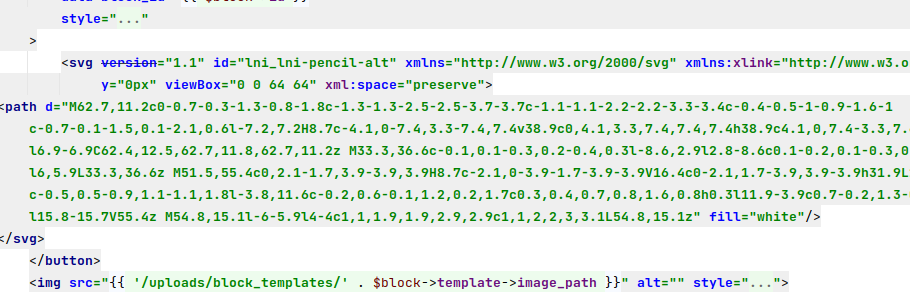 style="..."
>
<svg version="1.1" id="lni_lni-pencil-alt" xmlns="http://www.w3.org/2000/svg" xmlns:xlink="http://www.w3.o
y="0px" viewBox="0 0 64 64" xml:space="preserve">
<path d="M62.7,11.2c0-0.7-0.3-1.3-0.8-1.8c-1.3-1.3-2.5-2.5-3.7-3.7c-1.1-1.1-2.2-2.2-3.3-3.4c-0.4-0.5-1-0.9-1.6-1
c-0.7-0.1-1.5,0.1-2.1,0.6l-7.2,7.2H8.7c-4.1,0-7.4,3.3-7.4,7.4v38.9c0,4.1,3.3,7.4,7.4,7.4h38.9c4.1,0,7.4-3.3,7.
l6.9-6.9C62.4,12.5,62.7,11.8,62.7,11.2z M33.3,36.6c-0.1,0.1-0.3,0.2-0.4,0.3l-8.6,2.9l2.8-8.6c0.1-0.2,0.1-0.3,0
l6,5.9L33.3,36.6z M51.5,55.4c0,2.1-1.7,3.9-3.9,3.9H8.7c-2.1,0-3.9-1.7-3.9-3.9V16.4c0-2.1,1.7-3.9,3.9-3.9h31.9L
c-0.5,0.5-0.9,1.1-1.1,1.8l-3.8,11.6c-0.2,0.6-0.1,1.2,0.2,1.7c0.3,0.4,0.7,0.8,1.6,0.8h0.3l11.9-3.9c0.7-0.2,1.3-
l15.8-15.7V55.4z M54.8,15.1l-6-5.9l4-4c1,1,1.9,1.9,2.9,2.9c1,1,2,2,3,3.1L54.8,15.1z" fill="white"/>
</svg>
</button>
<img src="{{ '/uploads/block_templates/' . $block->template->image_path }}" alt="" style="...">